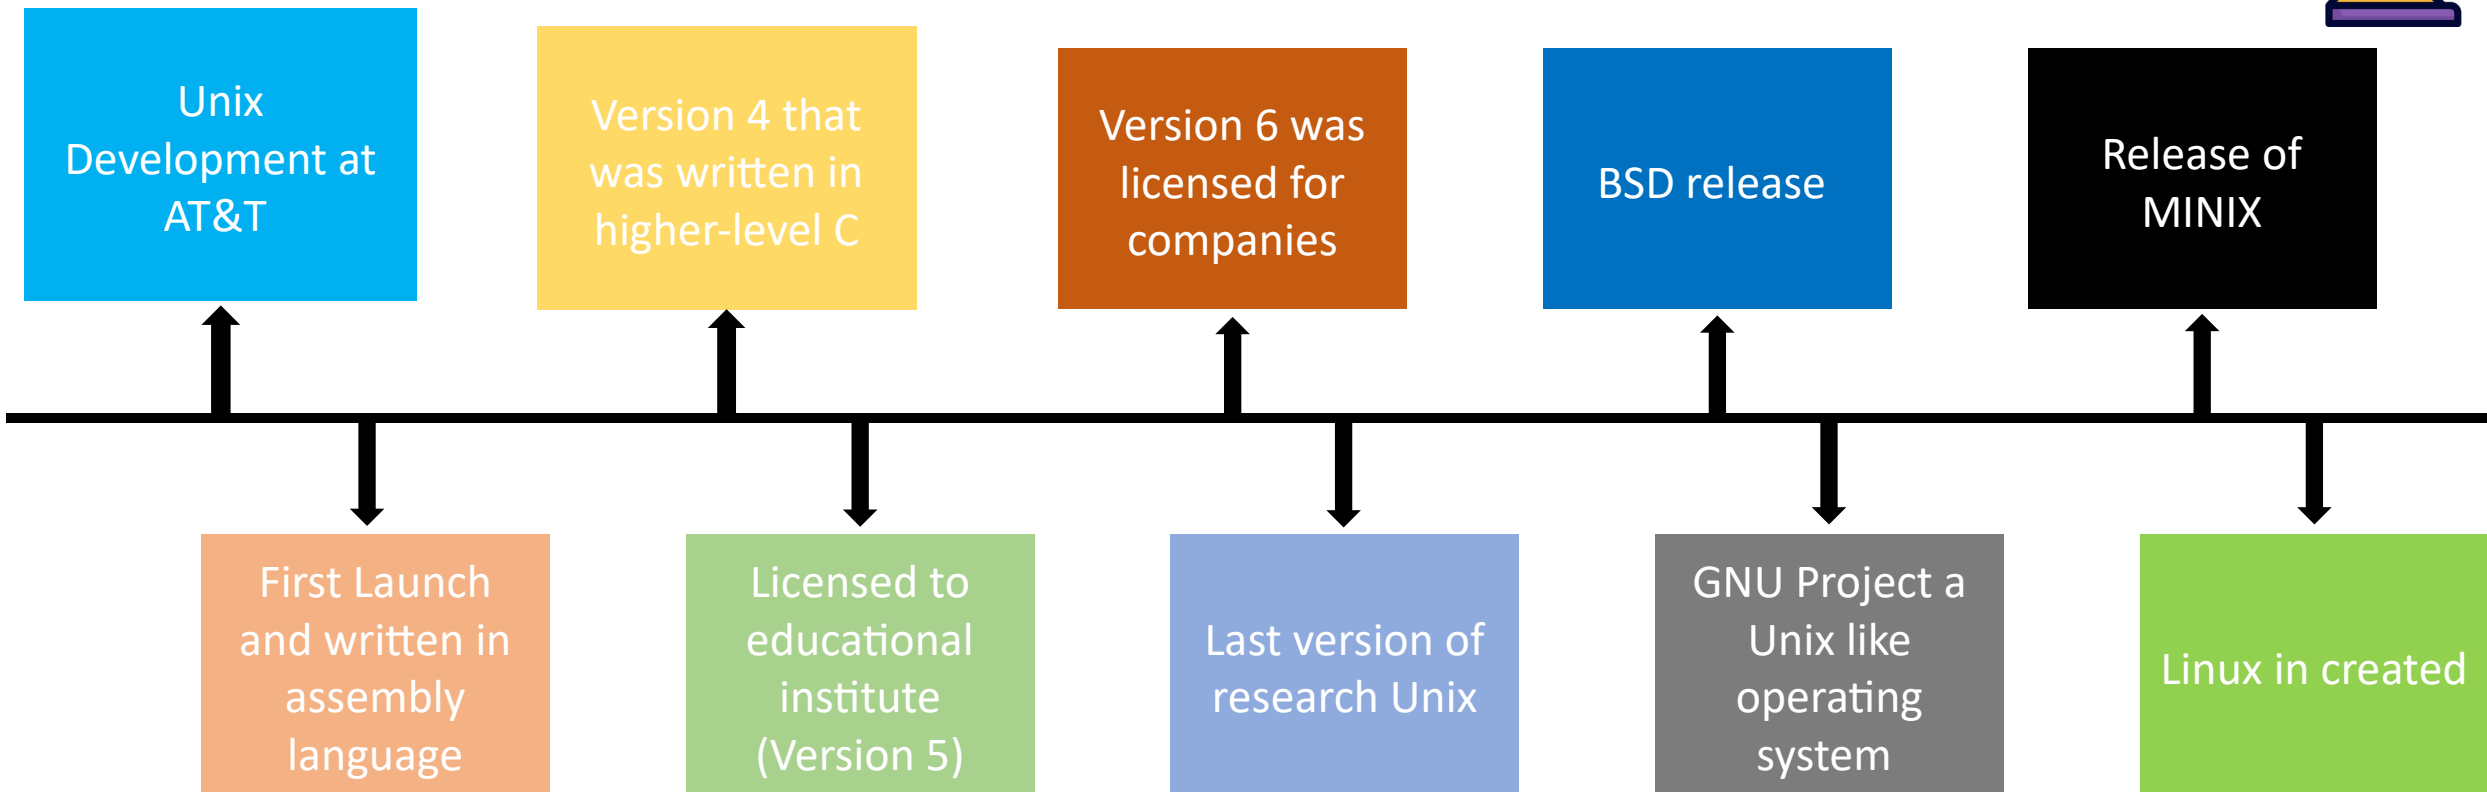 Unix
Development at
AT&T
First Launch
and written in
assembly
language
Version 4 that
was written in
higher-level C
Licensed to
educational
institute
(Version 5)
Version 6 was
licensed for
companies
Last version of
research Unix
BSD release
GNU Project a
Unix like
operating
system
Release of
MINIX
Linux in created